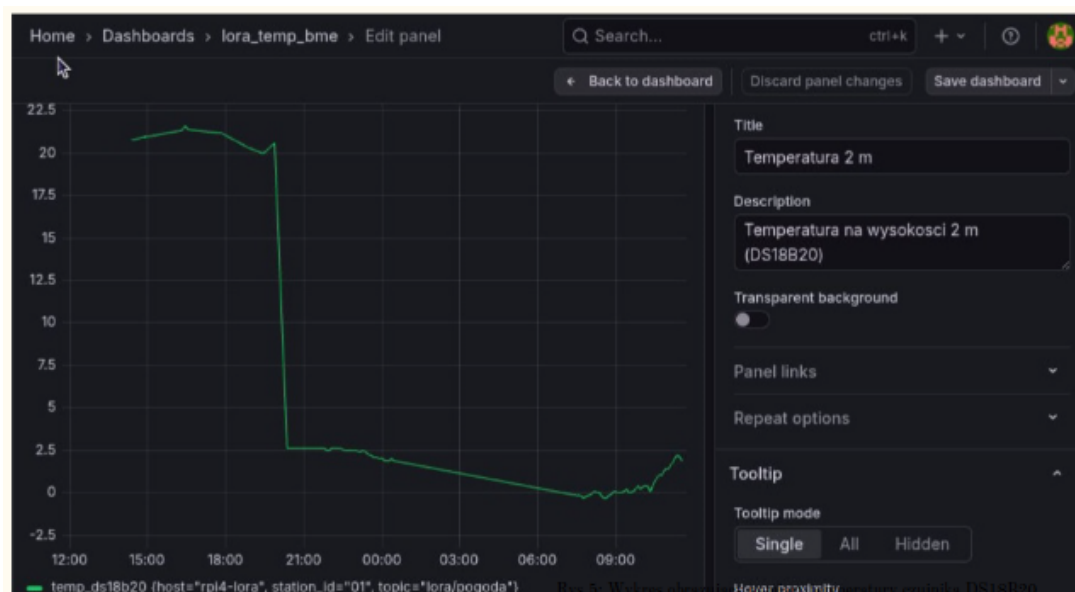 Home › Dashboards › lora_temp_bme › Edit panel
Search... ctrl+k
Back to dashboard Discard panel changes Save dashboard
22.5
20
17.5
15
12.5
10
7.5
5
2.5
0
-2.5
12:00 15:00 18:00 21:00 00:00 03:00 06:00 09:00
temp_ds18b20 {host="rpi4-lora", station_id="01", topic="lora/pogoda"}
Title
Temperatura 2 m
Description
Temperatura na wysokosci 2 m
(DS18B20)
Transparent background
Panel links
Repeat options
Tooltip
Tooltip mode
Single All Hidden
Hover proximity
Rys 5: Wykres DS18B20